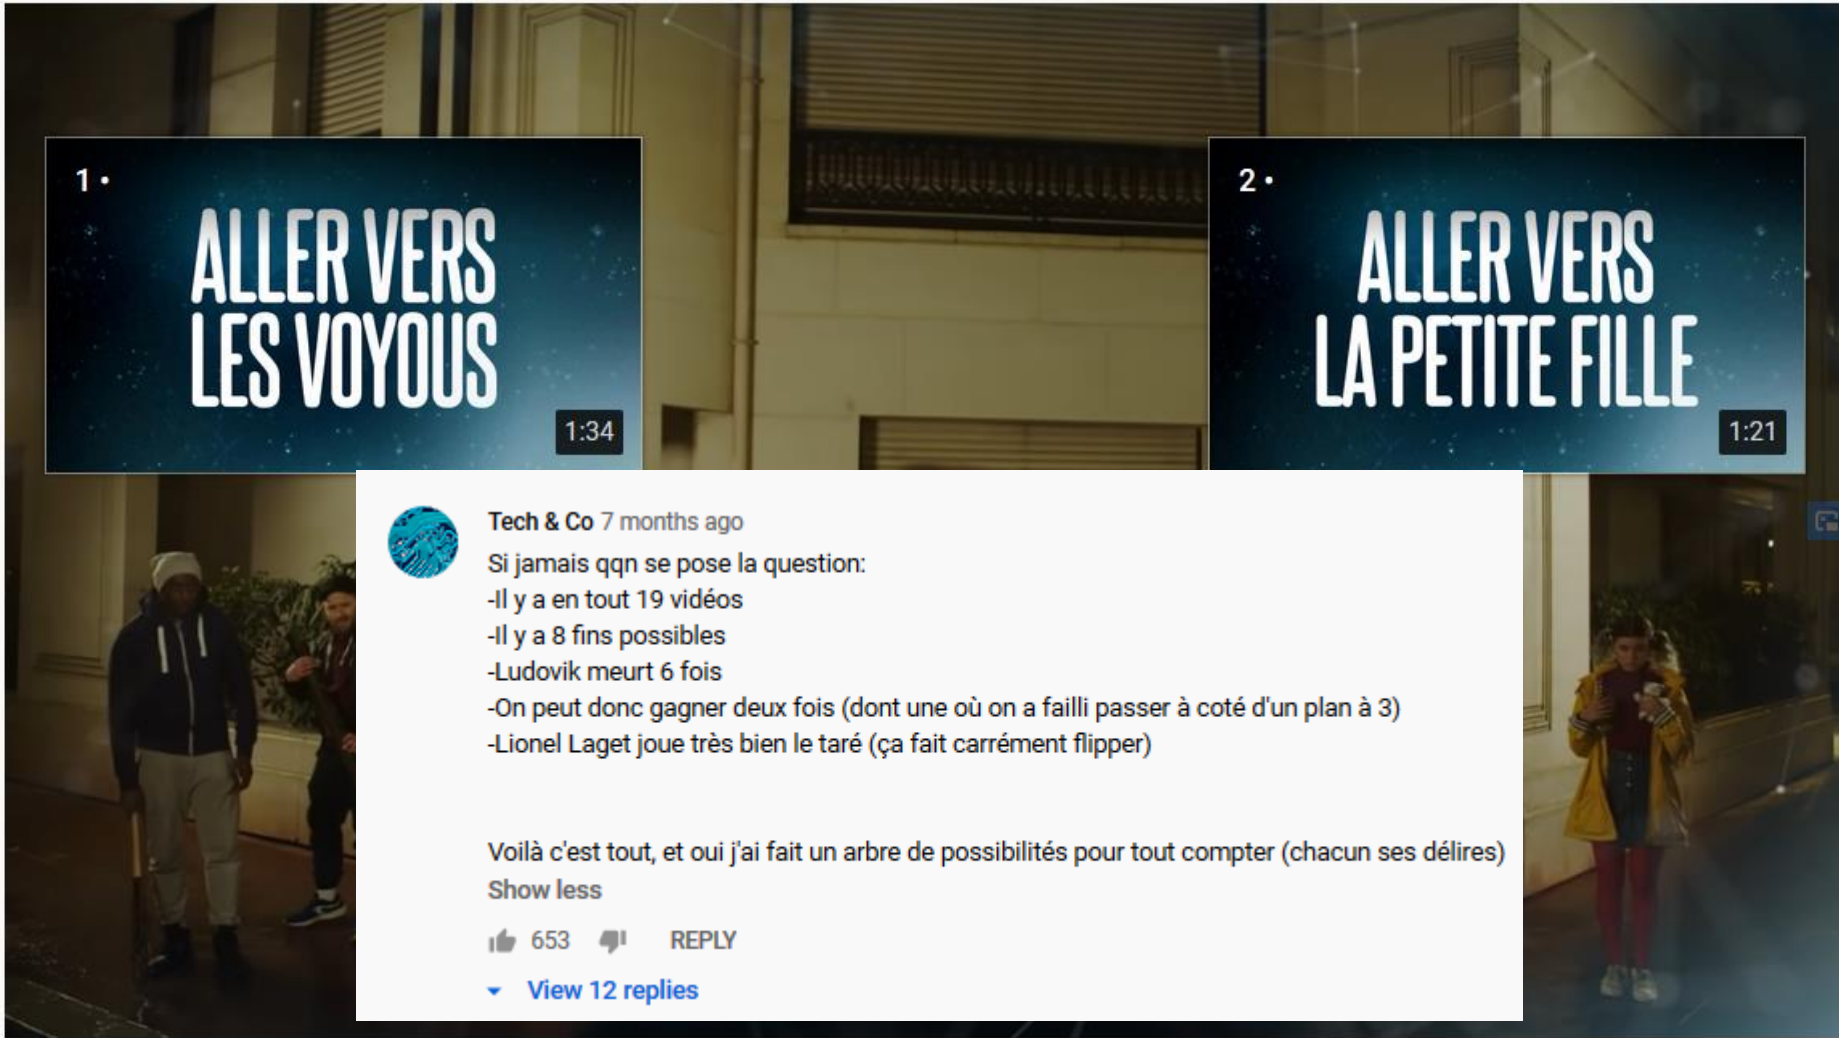 1 •
ALLER VERS
LES VOYOUS
1:34
2 •
ALLER VERS
LA PETITE FILLE
1:21
Tech & Co 7 months ago
Si jamais qqn se pose la question:
-Il y a en tout 19 vidéos
-Il y a 8 fins possibles
-Ludovik meurt 6 fois
-On peut donc gagner deux fois (dont une où on a failli passer à coté d'un plan à 3)
-Lionel Laget joue très bien le taré (ça fait carrément flipper)
Voilà c'est tout, et oui j'ai fait un arbre de possibilités pour tout compter (chacun ses délires)
Show less
653 REPLY
View 12 replies